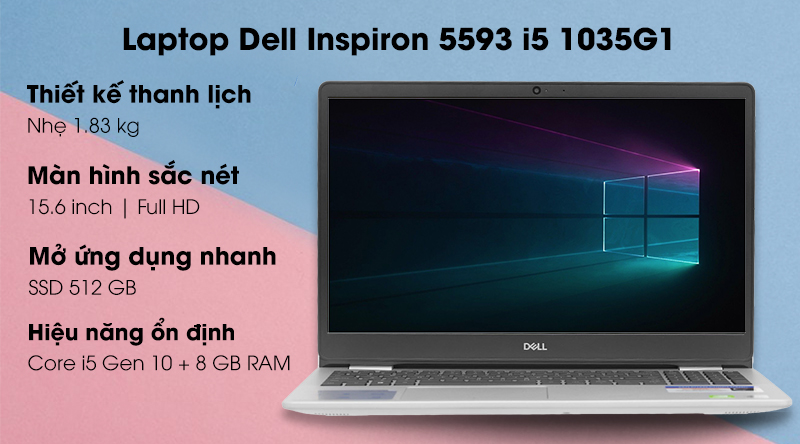 Laptop Dell Inspiron 5593 i5 1035G1
Thiết kế thanh lịch
Nhẹ 1.83 kg
Màn hình sắc nét
15.6 inch | Full HD
Mở ứng dụng nhanh
SSD 512 GB
Hiệu năng ổn định
Core i5 Gen 10 + 8 GB RAM
DELL